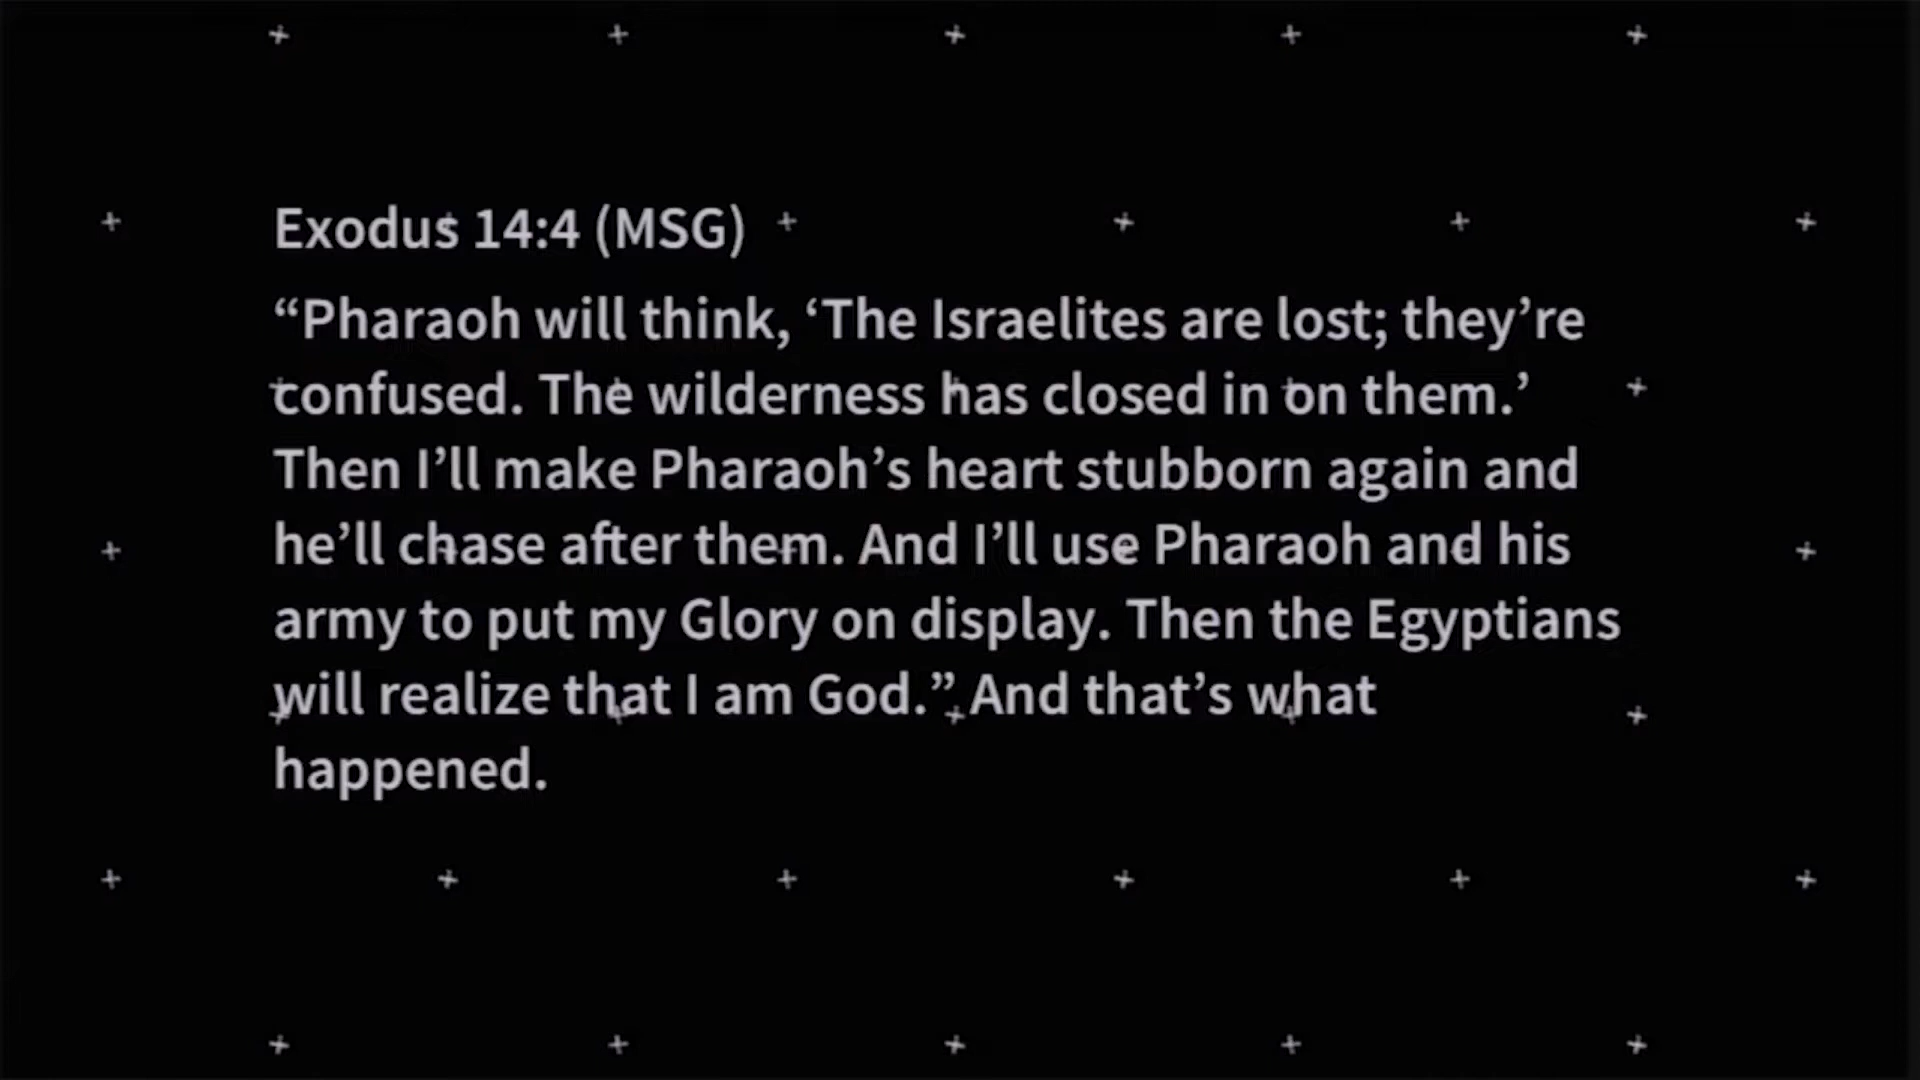 Exodus 14:4 (MSG)
“Pharaoh will think, ‘The Israelites are lost; they’re
confused. The wilderness has closed in on them.’
Then I’ll make Pharaoh’s heart stubborn again and
he’ll chase after them. And I’ll use Pharaoh and his
army to put my Glory on display. Then the Egyptians
will realize that I am God.” And that’s what
happened.